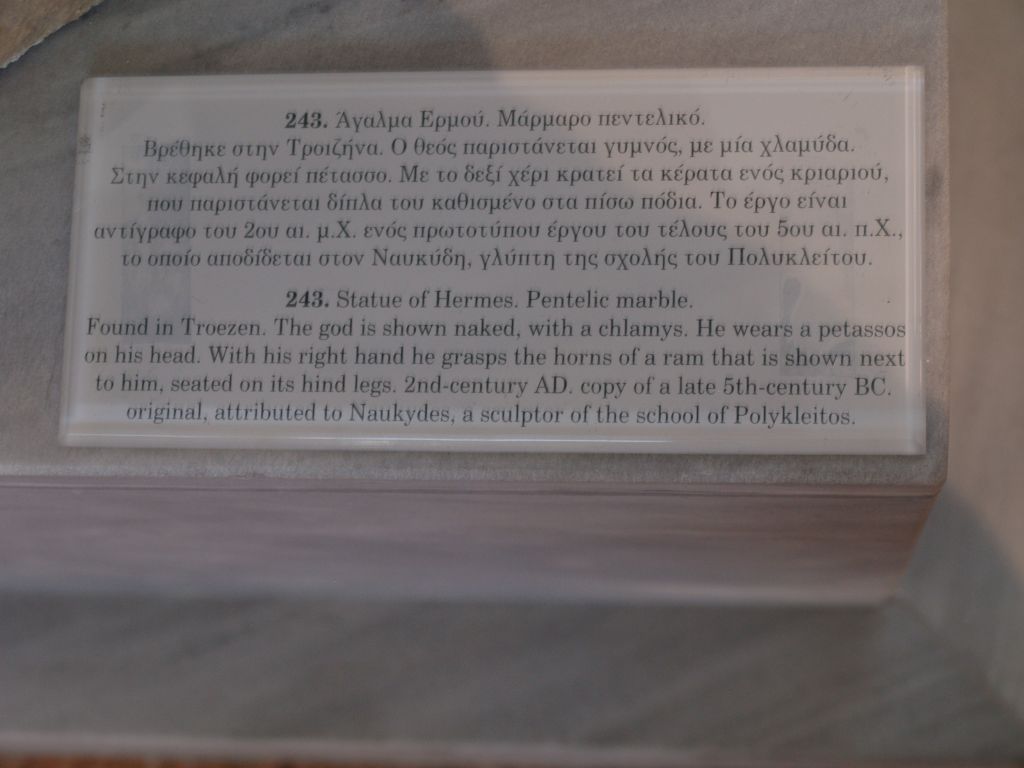 243. Άγαλμα Ερμού. Μάρμαρο πεντελικό.
Βρέθηκε στην Τροιζήνα. Ο θεός παριστάνεται γυμνός, με μία χλαμύδα.
Στην κεφαλή φορεί πέτασσο. Με το δεξί χέρι κρατεί τα κέρατα ενός κριαριού,
που παριστάνεται δίπλα του καθισμένο στα πίσω πόδια. Το έργο είναι
αντίγραφο του 2ου αι. μ.Χ. ενός πρωτοτύπου έργου του τέλους του 5ου αι. π.Χ.,
το οποίο αποδίδεται στον Ναυκύδη, γλύπτη της σχολής του Πολυκλείτου.
243. Statue of Hermes. Pentelic marble.
Found in Troezen. The god is shown naked, with a chlamys. He wears a petassos
on his head. With his right hand he grasps the horns of a ram that is shown next
to him, seated on its hind legs. 2nd-century AD. copy of a late 5th-century BC.
original, attributed to Naukydes, a sculptor of the school of Polykleitos.